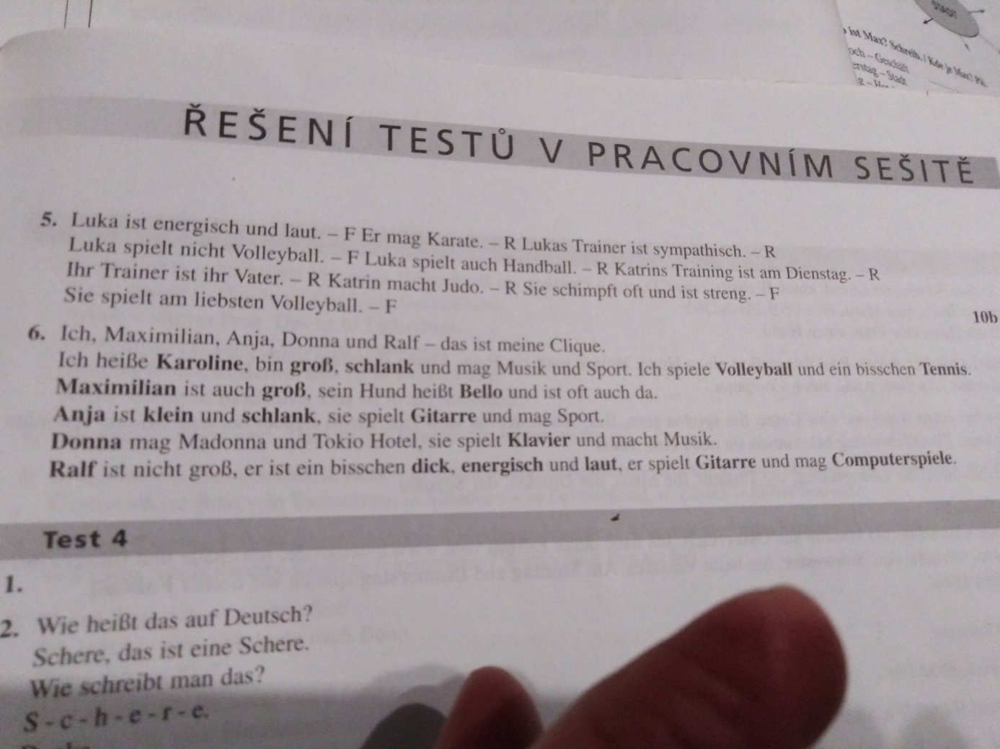 STADT
ist Max? Schreib. / Kde je Max? Piš.
och – Geschäft
erstag – Stadt
ŘEŠENÍ TESTŮ V PRACOVNÍM SEŠITĚ
5. Luka ist energisch und laut. – F Er mag Karate. – R Lukas Trainer ist sympathisch. – R
Luka spielt nicht Volleyball. – F Luka spielt auch Handball. – R Katrins Training ist am Dienstag. – R
Ihr Trainer ist ihr Vater. – R Katrin macht Judo. – R Sie schimpft oft und ist streng. – F
Sie spielt am liebsten Volleyball. – F
10b
6. Ich, Maximilian, Anja, Donna und Ralf – das ist meine Clique.
Ich heiße Karoline, bin groß, schlank und mag Musik und Sport. Ich spiele Volleyball und ein bisschen Tennis.
Maximilian ist auch groß, sein Hund heißt Bello und ist oft auch da.
Anja ist klein und schlank, sie spielt Gitarre und mag Sport.
Donna mag Madonna und Tokio Hotel, sie spielt Klavier und macht Musik.
Ralf ist nicht groß, er ist ein bisschen dick, energisch und laut, er spielt Gitarre und mag Computerspiele.
Test 4
1.
2. Wie heißt das auf Deutsch?
Schere, das ist eine Schere.
Wie schreibt man das?
S - c - h - e - r - e.